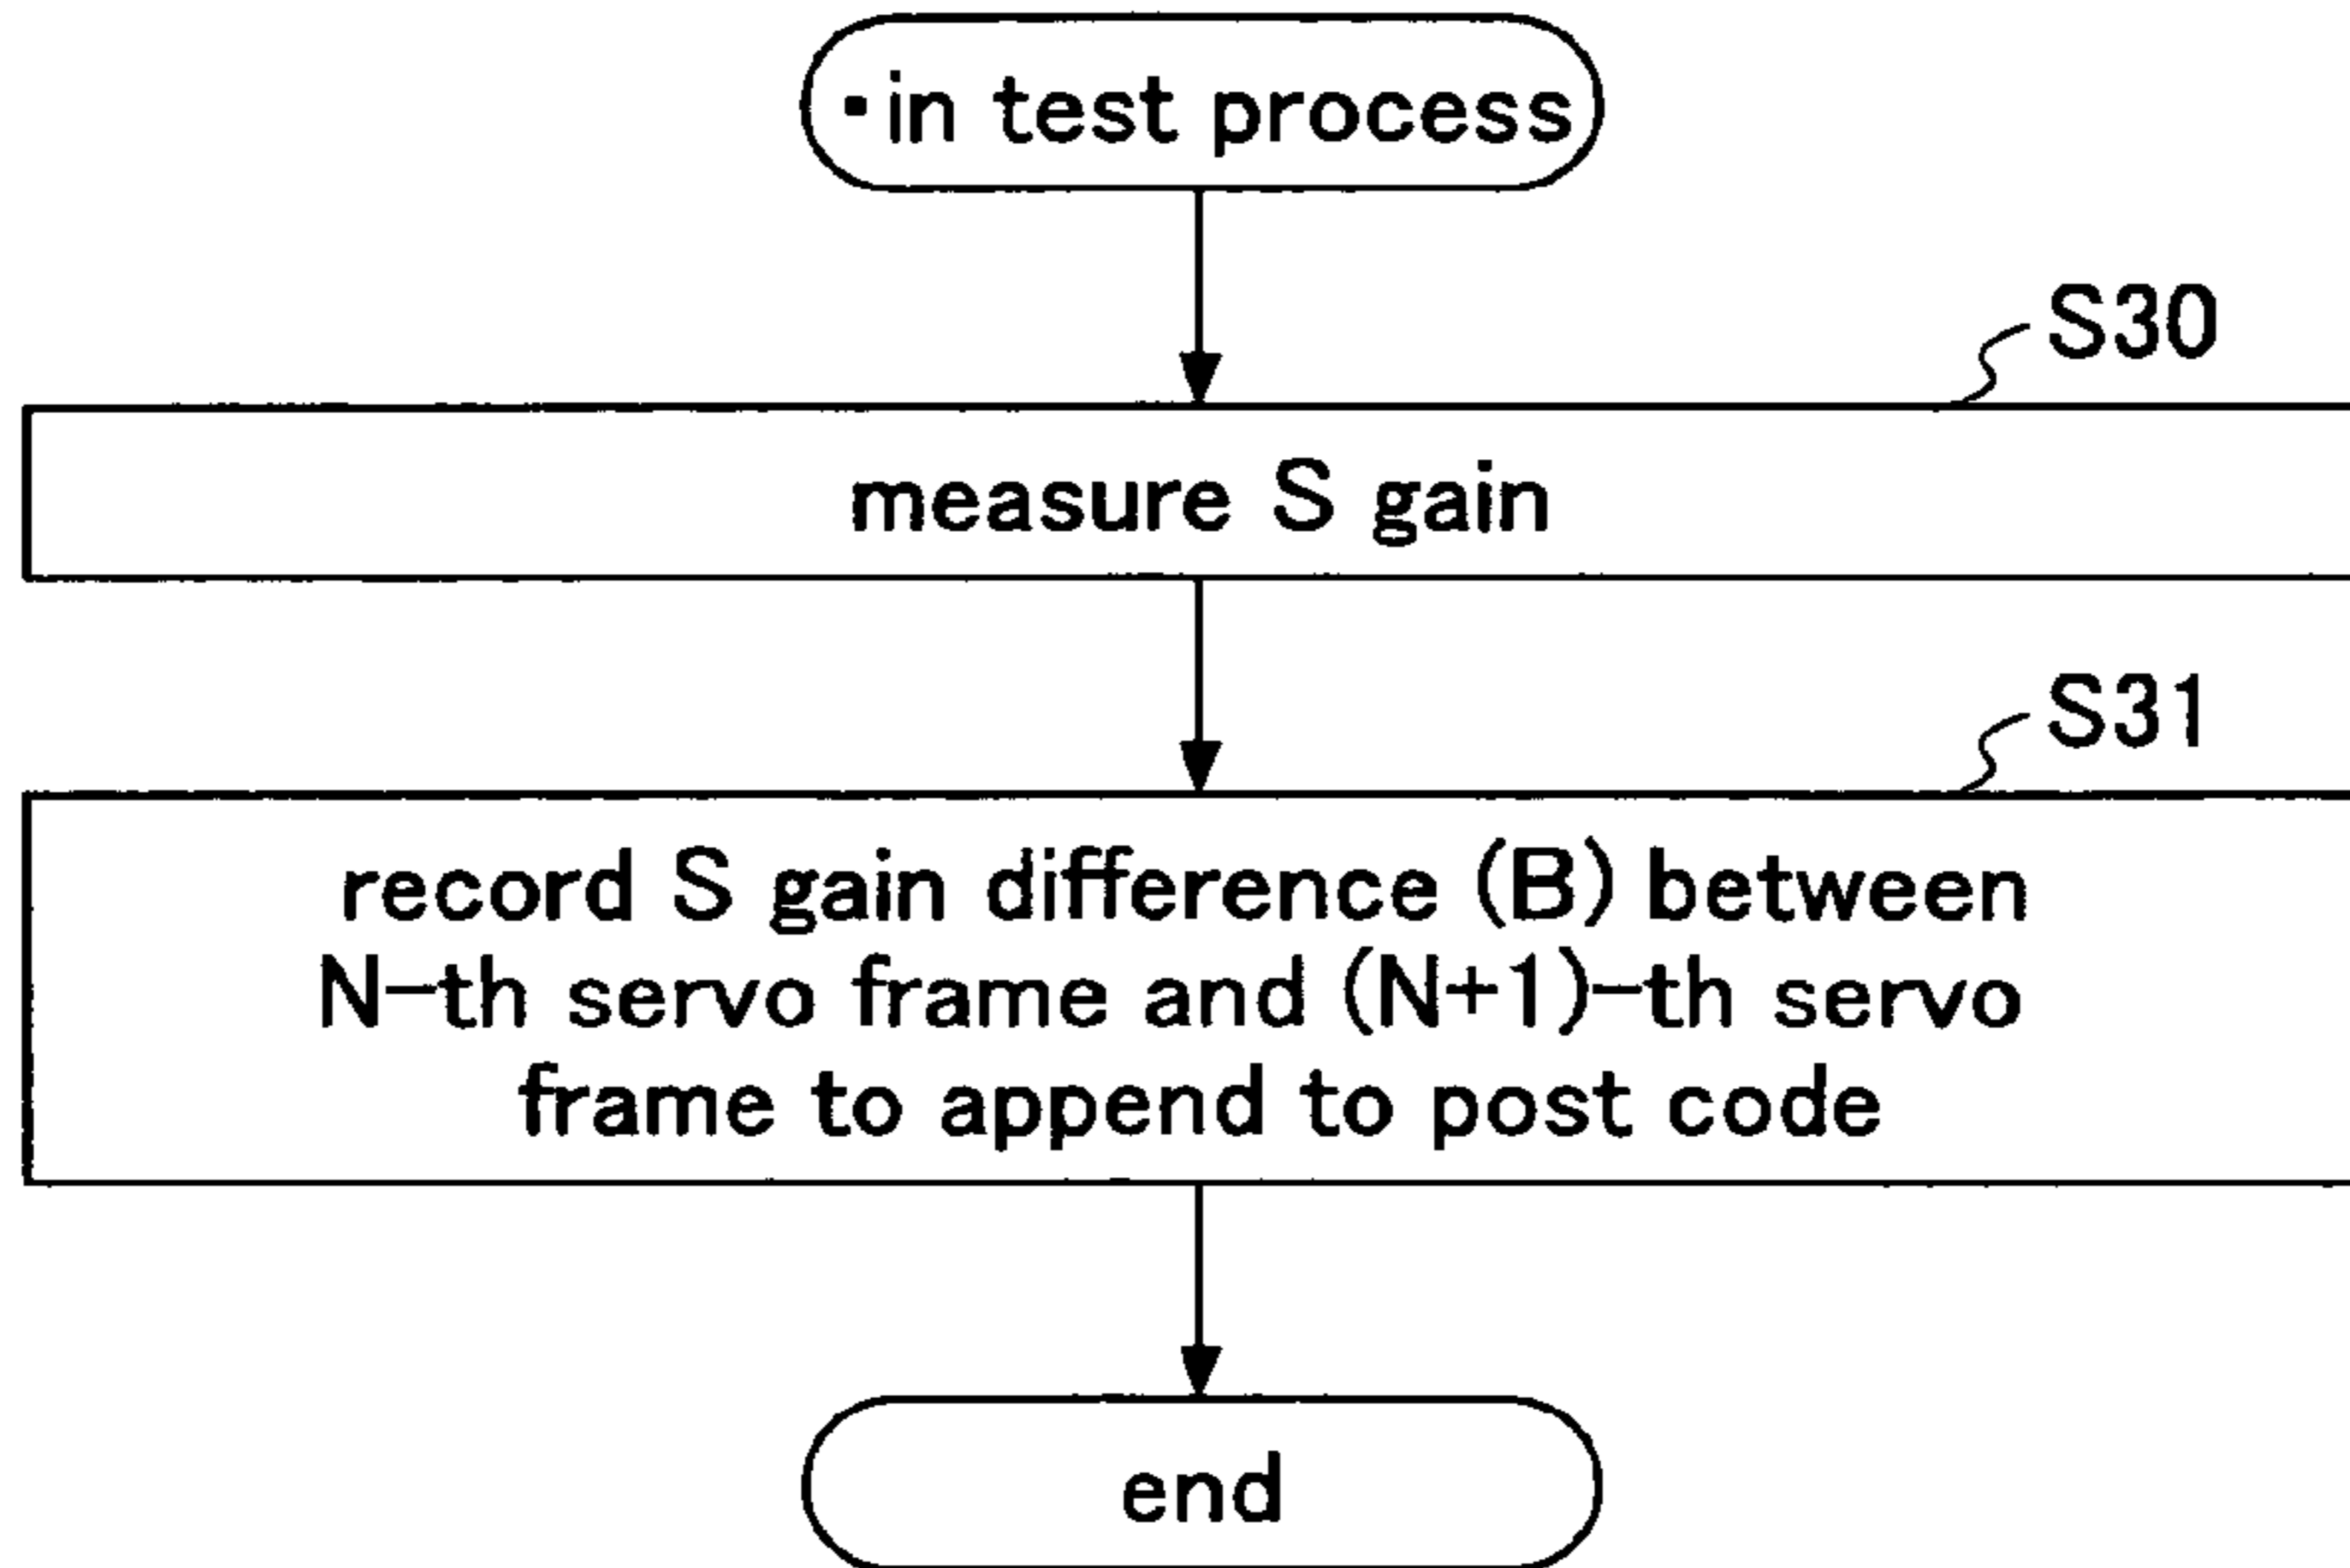 ・in test process
S30
measure S gain
S31
record S gain difference (B) between
N-th servo frame and (N+1)-th servo
frame to append to post code
end